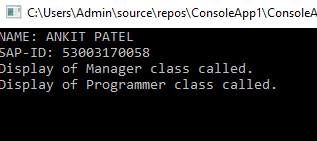 C:\Users\Admin\source\repos\ConsoleApp1\ConsoleA
NAME: ANKIT PATEL
SAP-ID: 53003170058
Display of Manager class called.
Display of Programmer class called.